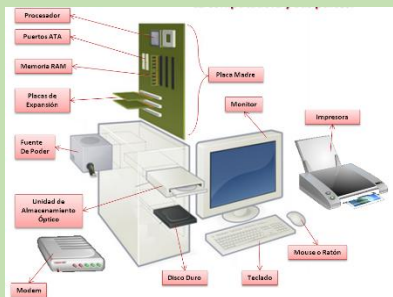 Procesador
Puertos ATA
Memoria RAM
Placas de
Expansión
Placa Madre
Monitor
Impresora
Fuente
De Poder
Unidad de
Almacenamiento
Óptico
Mouse o Ratón
Modem
Disco Duro
Teclado